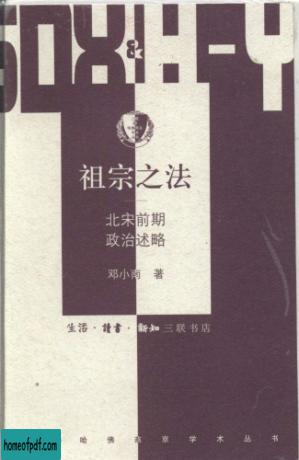 SDX&H-Y
祖宗之法
北宋前期
政治述略
邓小南 著
生活·讀書·新知三联书店
哈佛燕京学术丛书
homeofpdf.com